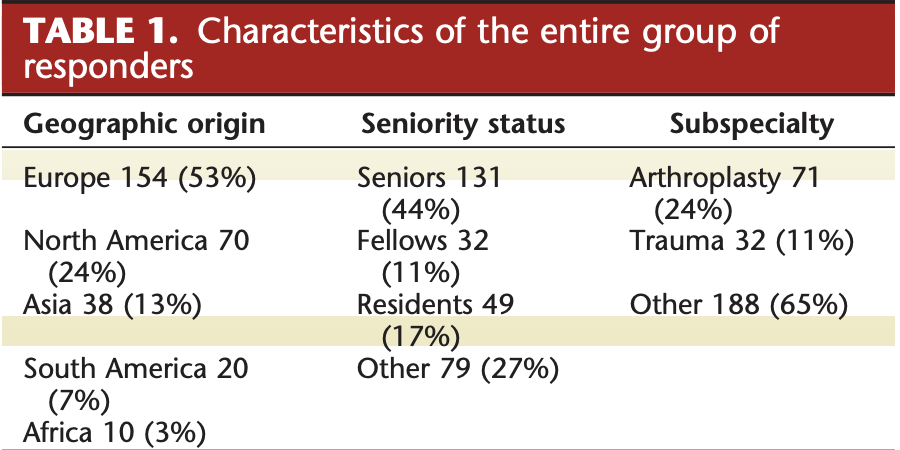 TABLE 1. Characteristics of the entire group of
responders
Geographic origin Seniority status Subspecialty
Europe 154 (53%) Seniors 131 Arthroplasty 71
(44%) (24%)
North America 70 Fellows 32 Trauma 32 (11%)
(24%) (11%)
Asia 38 (13%) Residents 49 Other 188 (65%)
(17%)
South America 20 Other 79 (27%)
(7%)
Africa 10 (3%)